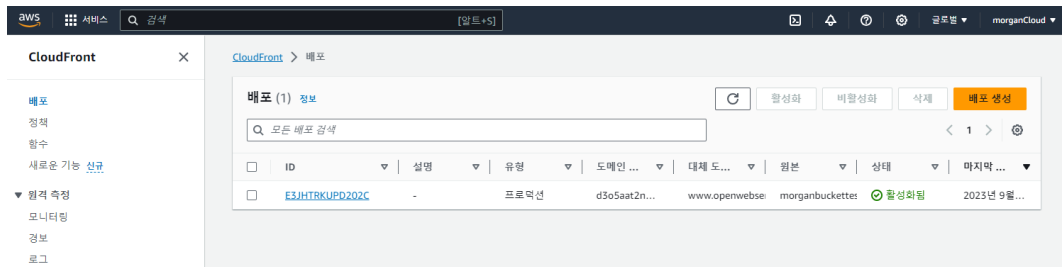 aws 서비스 검색 [알트+S] 글로벌 ▼ morganCloud ▼
CloudFront
CloudFront > 배포
배포
정책
함수
새로운 기능 신규
▼ 원격 측정
모니터링
경보
로그
배포 (1) 정보 활성화 비활성화 삭제 배포 생성
모든 배포 검색 < 1 >
ID 설명 유형 도메인 ... 대체 도... 원본 상태 마지막 ... ▼
E3JHTRKUPD202C - 프로덕션 d3o5aat2n... www.openwebser morganbuckettes 활성화됨 2023년 9월...